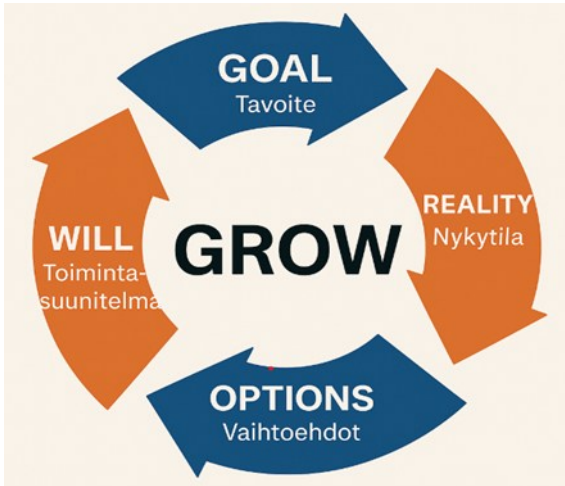 GOAL
Tavoite
REALITY
Nykytila
GROW
WILL
Toiminta-
suunitelma
OPTIONS
Vaihtoehdot